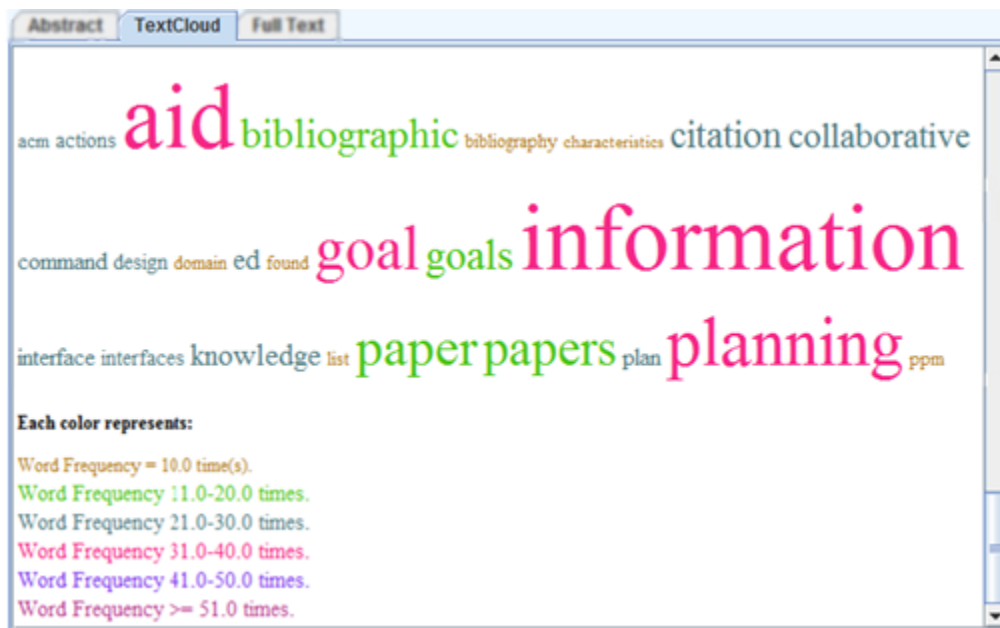 Abstract TextCloud Full Text
acm actions aid bibliographic bibliography characteristics citation collaborative
command design domain ed found goal goals information
interface interfaces knowledge list paper papers plan planning ppm
Each color represents:
Word Frequency = 10.0 time(s).
Word Frequency 11.0-20.0 times.
Word Frequency 21.0-30.0 times.
Word Frequency 31.0-40.0 times.
Word Frequency 41.0-50.0 times.
Word Frequency >= 51.0 times.